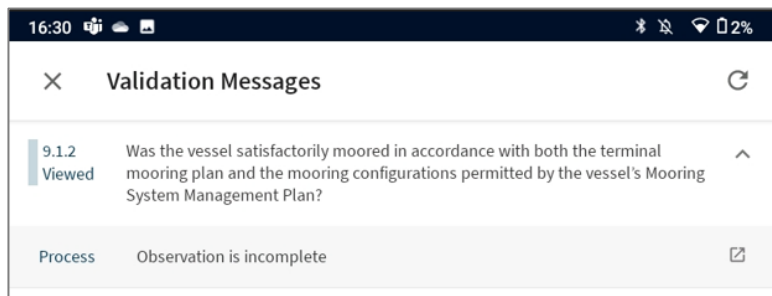 16:30 2%
Validation Messages
9.1.2 Was the vessel satisfactorily moored in accordance with both the terminal
Viewed mooring plan and the mooring configurations permitted by the vessel's Mooring
System Management Plan?
Process Observation is incomplete